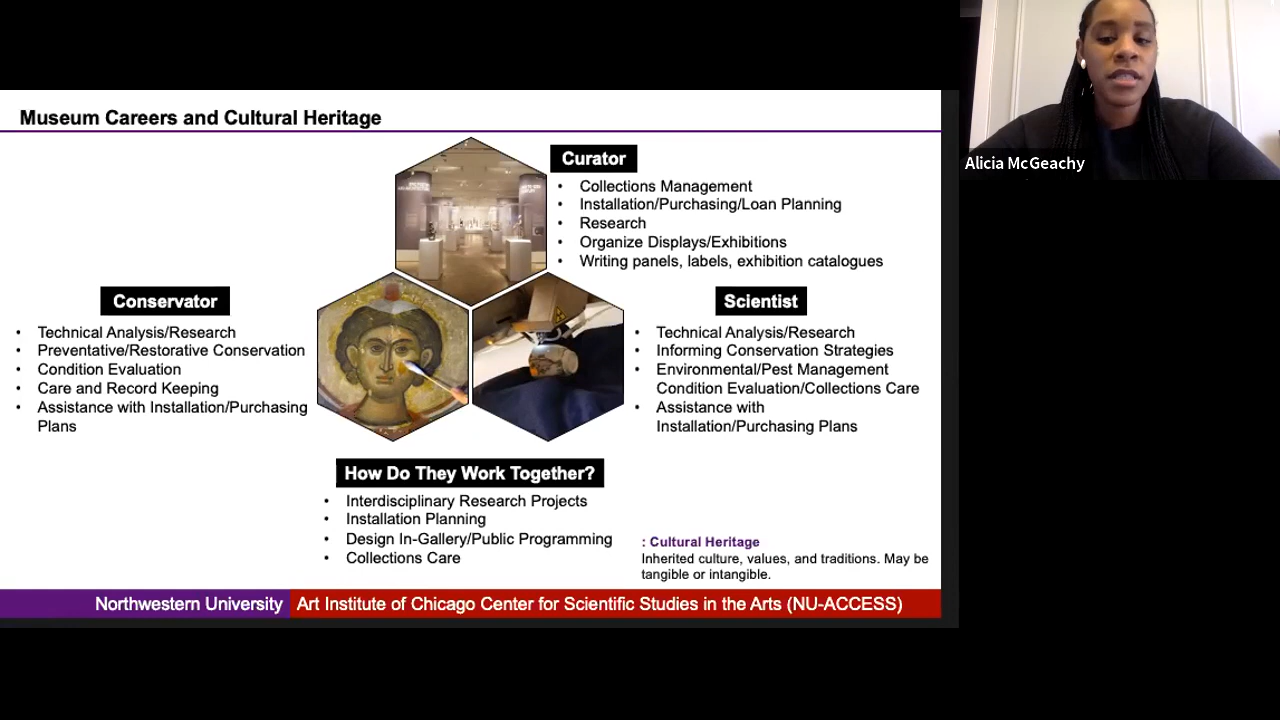 Museum Careers and Cultural Heritage
Alicia McGeachy
Curator
• Collections Management
• Installation/Purchasing/Loan Planning
• Research
• Organize Displays/Exhibitions
• Writing panels, labels, exhibition catalogues
Conservator
• Technical Analysis/Research
• Preventative/Restorative Conservation
• Condition Evaluation
• Care and Record Keeping
• Assistance with Installation/Purchasing
Plans
Scientist
• Technical Analysis/Research
• Informing Conservation Strategies
• Environmental/Pest Management
Condition Evaluation/Collections Care
• Assistance with
Installation/Purchasing Plans
How Do They Work Together?
• Interdisciplinary Research Projects
• Installation Planning
• Design In-Gallery/Public Programming
• Collections Care
: Cultural Heritage
Inherited culture, values, and traditions. May be
tangible or intangible.
Northwestern University Art Institute of Chicago Center for Scientific Studies in the Arts (NU-ACCESS)